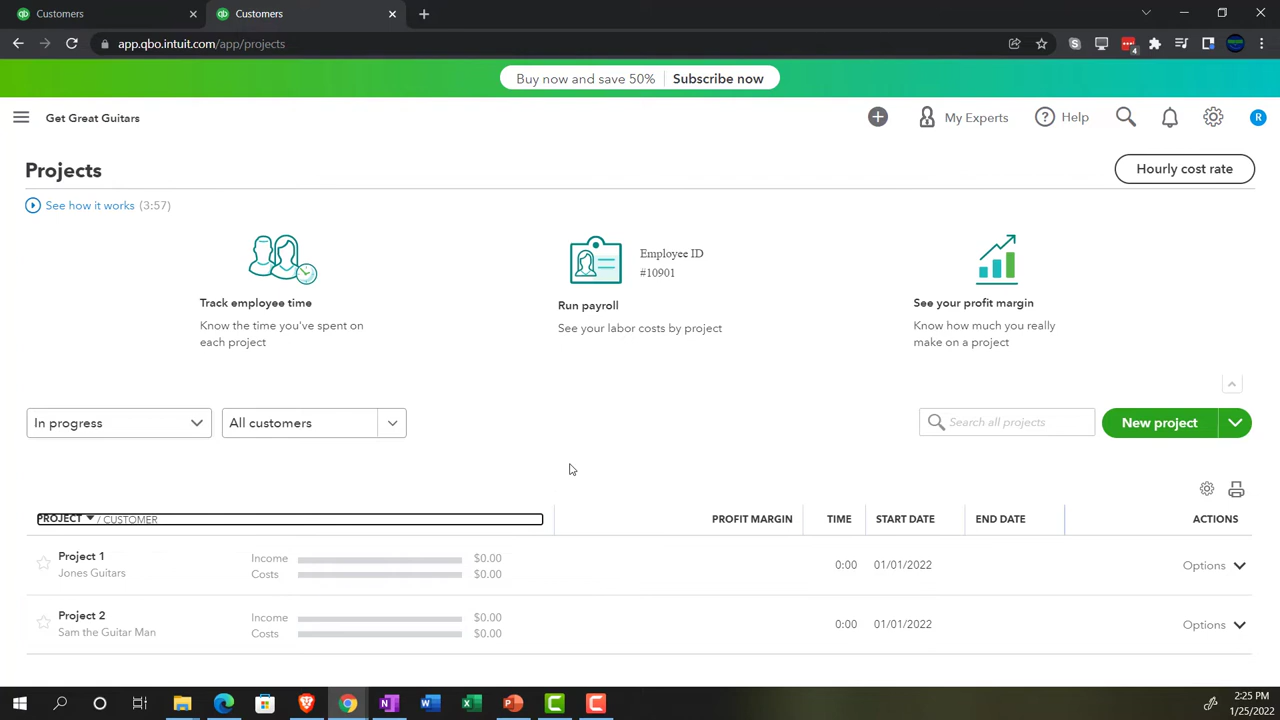 Customers
Customers
app.qbo.intuit.com/app/projects
4
Buy now and save 50% Subscribe now
Get Great Guitars
My Experts
Help
R
Projects
Hourly cost rate
See how it works (3:57)
Employee ID
#10901
Track employee time
Know the time you've spent on
each project
Run payroll
See your labor costs by project
See your profit margin
Know how much you really
make on a project
In progress
All customers
Search all projects
New project
PROJECT / CUSTOMER
PROFIT MARGIN
TIME
START DATE
END DATE
ACTIONS
Project 1
Jones Guitars
Income $0.00
Costs $0.00
0:00
01/01/2022
Options
Project 2
Sam the Guitar Man
Income $0.00
Costs $0.00
0:00
01/01/2022
Options
2:25 PM
1/25/2022